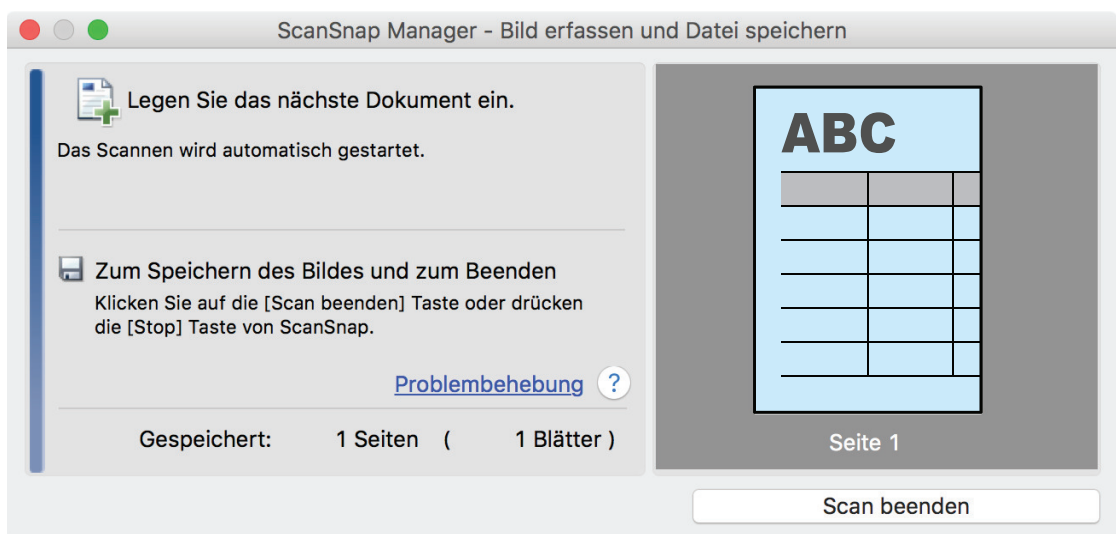 ScanSnap Manager - Bild erfassen und Datei speichern
Legen Sie das nächste Dokument ein.
Das Scannen wird automatisch gestartet.
Zum Speichern des Bildes und zum Beenden
Klicken Sie auf die [Scan beenden] Taste oder drücken
die [Stop] Taste von ScanSnap.
Problembehebung ?
Gespeichert: 1 Seiten ( 1 Blätter )
ABC
Seite 1
Scan beenden